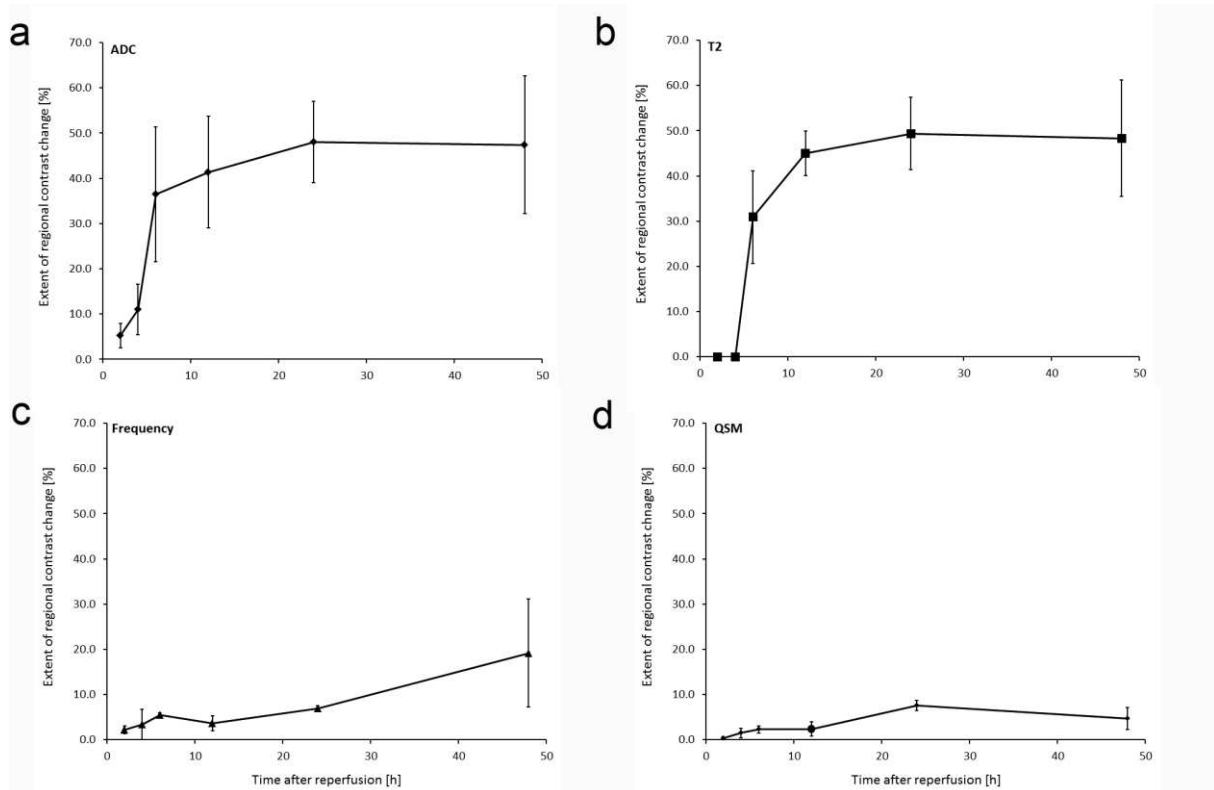 a
ADC
Extent of regional contrast change [%]
70.0
60.0
50.0
40.0
30.0
20.0
10.0
0.0
0 10 20 30 40 50
b
T2
Extent of regional contrast change [%]
70.0
60.0
50.0
40.0
30.0
20.0
10.0
0.0
0 10 20 30 40 50
c
Frequency
Extent of regional contrast change [%]
70.0
60.0
50.0
40.0
30.0
20.0
10.0
0.0
0 10 20 30 40 50
Time after reperfusion [h]
d
QSM
Extent of regional contrast chnage [%]
70.0
60.0
50.0
40.0
30.0
20.0
10.0
0.0
0 10 20 30 40 50
Time after reperfusion [h]